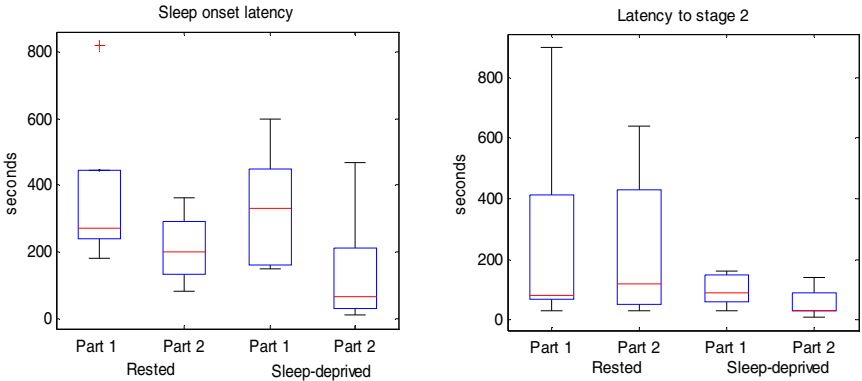 Sleep onset latency
800
600
400
200
0
seconds
Part 1 Part 2 Part 1 Part 2
Rested Sleep-deprived
Latency to stage 2
800
600
400
200
0
seconds
Part 1 Part 2 Part 1 Part 2
Rested Sleep-deprived